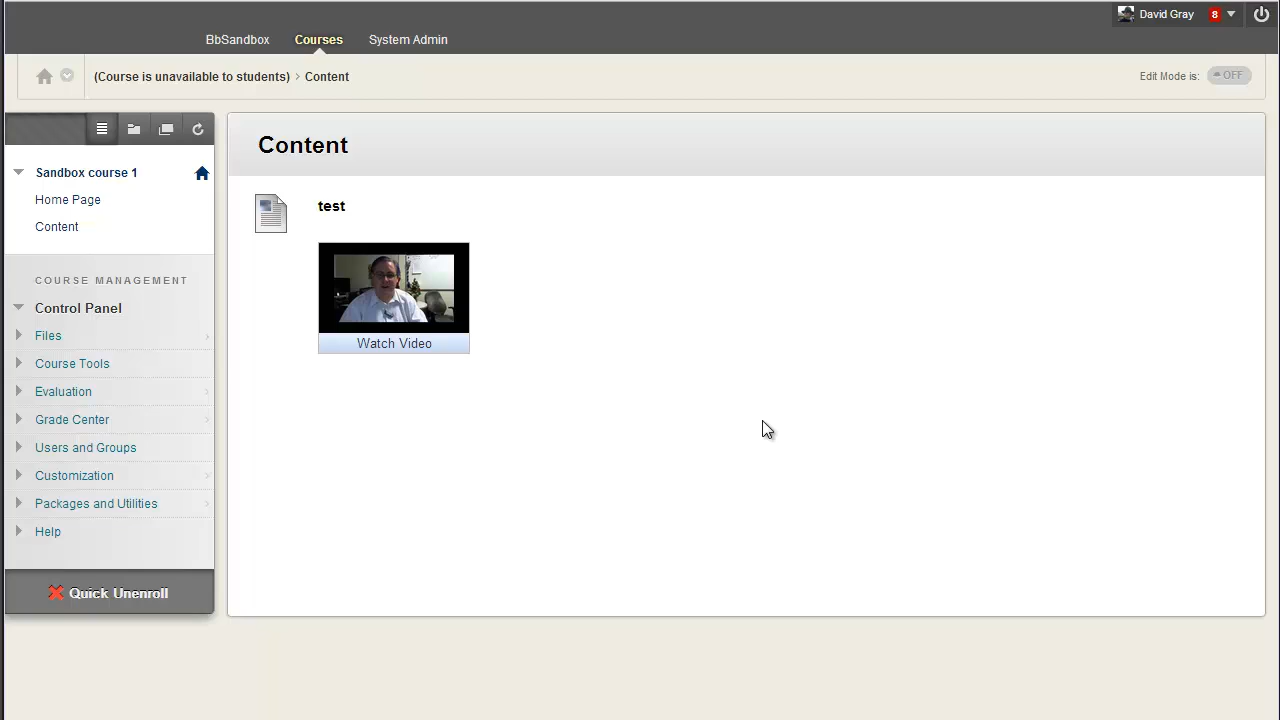 David Gray 8
BbSandbox Courses System Admin
(Course is unavailable to students) > Content
Edit Mode is: OFF
Sandbox course 1
Home Page
Content
COURSE MANAGEMENT
Control Panel
Files
Course Tools
Evaluation
Grade Center
Users and Groups
Customization
Packages and Utilities
Help
Quick Unenroll
Content
test
Watch Video